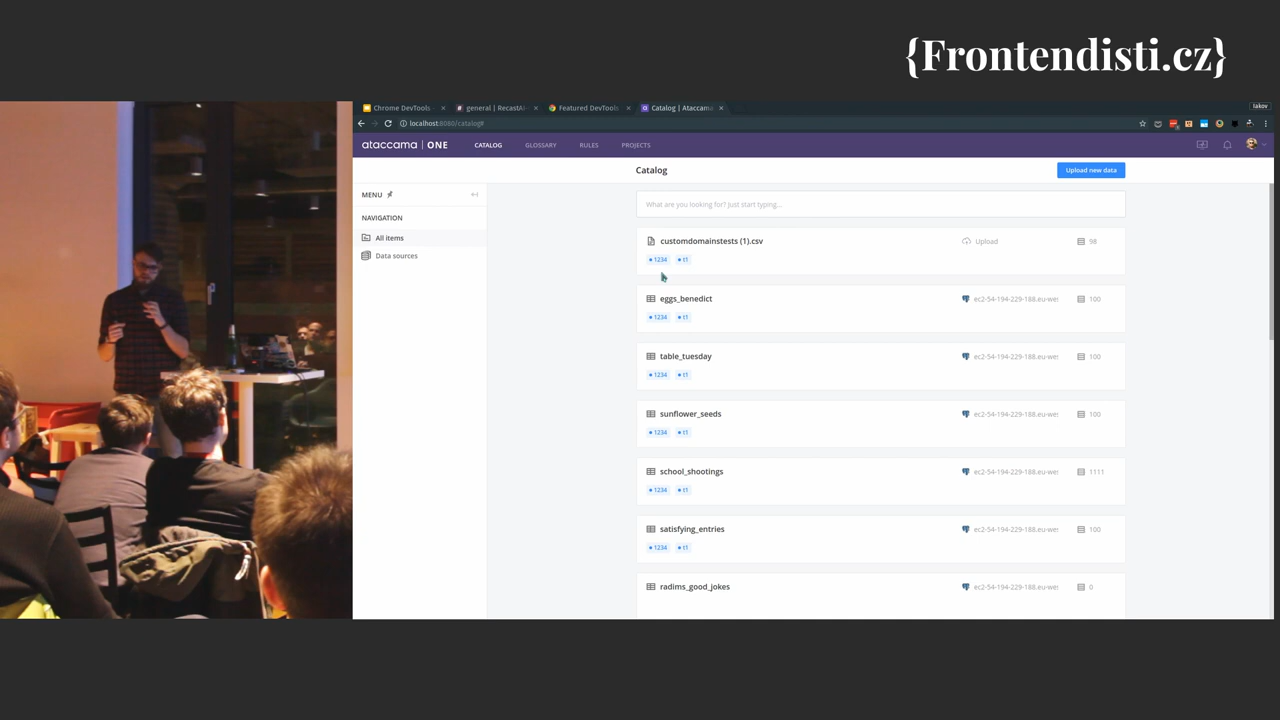 {Frontendisti.cz}
Chrome DevTools
general | RecastAI
Featured DevTools
Catalog | Ataccama
Iakov
localhost:8080/catalog#
ataccama | ONE
CATALOG
GLOSSARY
RULES
PROJECTS
Catalog
Upload new data
MENU
NAVIGATION
All items
Data sources
What are you looking for? Just start typing...
customdomainstests (1).csv
Upload
98
1234
t1
eggs_benedict
ec2-54-194-229-188.eu-wes
100
1234
t1
table_tuesday
ec2-54-194-229-188.eu-wes
100
1234
t1
sunflower_seeds
ec2-54-194-229-188.eu-wes
100
1234
t1
school_shootings
ec2-54-194-229-188.eu-wes
1111
1234
t1
satisfying_entries
ec2-54-194-229-188.eu-wes
100
1234
t1
radims_good_jokes
ec2-54-194-229-188.eu-wes
0